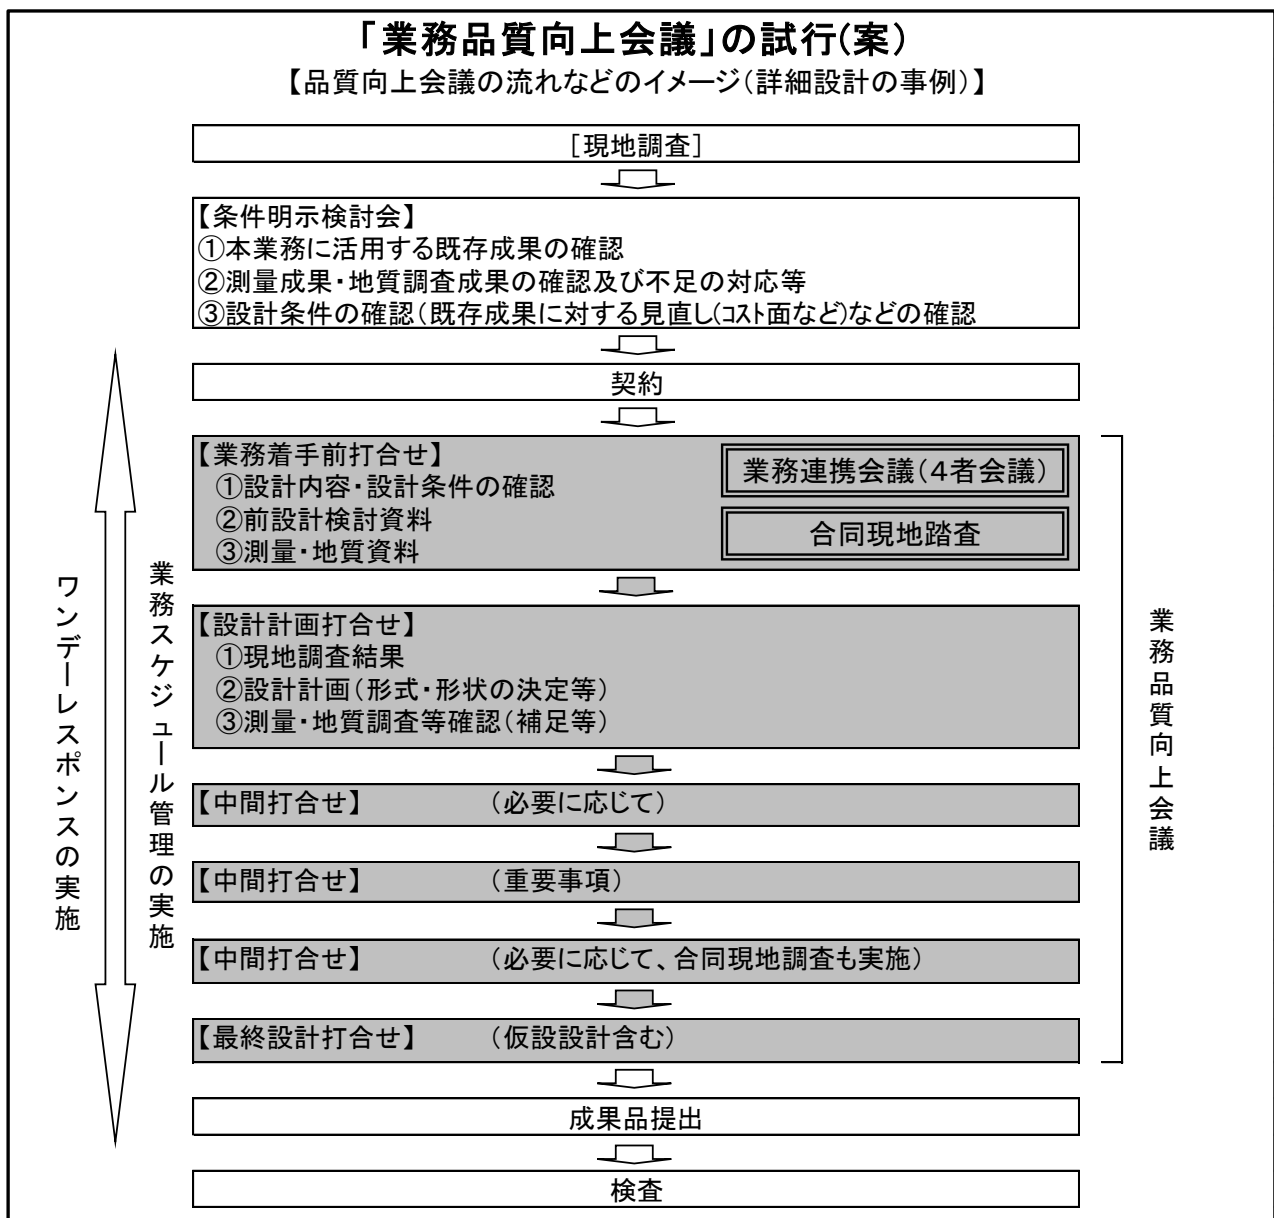 「業務品質向上会議」の試行(案)
【品質向上会議の流れなどのイメージ(詳細設計の事例)】
[現地調査]
【条件明示検討会】
①本業務に活用する既存成果の確認
②測量成果・地質調査成果の確認及び不足の対応等
③設計条件の確認(既存成果に対する見直し(コスト面など)などの確認
契約
【業務着手前打合せ】
①設計内容・設計条件の確認
②前設計検討資料
③測量・地質資料
業務連携会議(4者会議)
合同現地踏査
【設計計画打合せ】
①現地調査結果
②設計計画(形式・形状の決定等)
③測量・地質調査等確認(補足等)
【中間打合せ】 (必要に応じて)
【中間打合せ】 (重要事項)
【中間打合せ】 (必要に応じて、合同現地調査も実施)
【最終設計打合せ】 (仮設設計含む)
成果品提出
検査
ワンデーレスポンスの実施
業務スケジュール管理の実施
業務品質向上会議